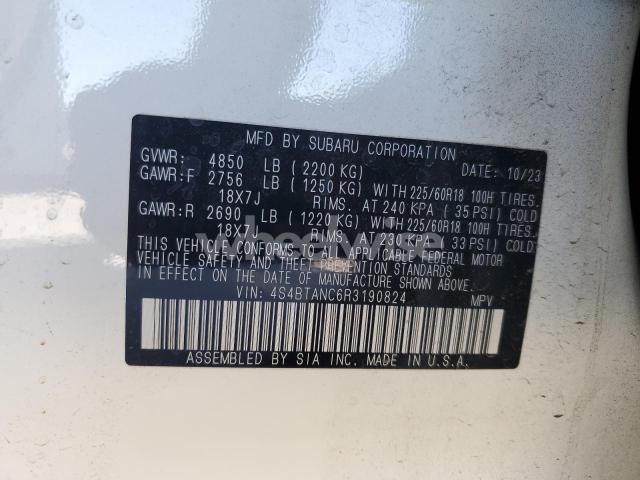 MFD BY SUBARU CORPORATION
GVWR: 4850 LB (2200 KG) DATE: 10/23
GAWR:F 2756 LB (1250 KG) WITH 225/60R18 100H TIRES.
18X7J RIMS. AT 240 KPA (35 PSI) COLD
GAWR:R 2690 LB (1220 KG) WITH 225/60R18 100H TIRES.
18X7J RIMS. AT 230 KPA (33 PSI) COLD
THIS VEHICLE CONFORMS TO ALL APPLICABLE FEDERAL MOTOR
VEHICLE SAFETY AND THEFT PREVENTION STANDARDS
IN EFFECT ON THE DATE OF MANUFACTURE SHOWN ABOVE.
VIN: 4S4BTANC6R3190824 MPV
ASSEMBLED BY SIA INC. MADE IN U.S.A.